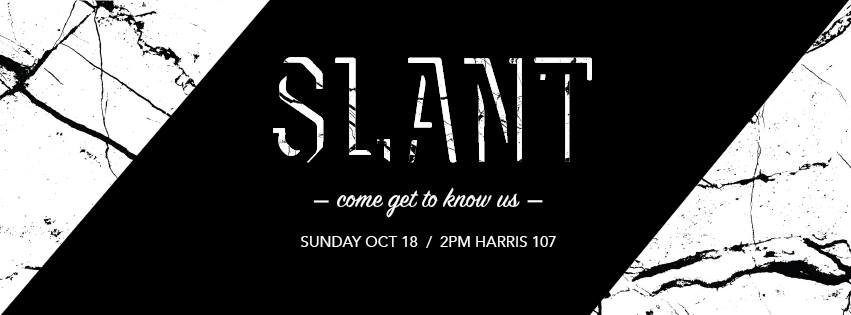 SLANT
– come get to know us –
SUNDAY OCT 18 / 2PM HARRIS 107